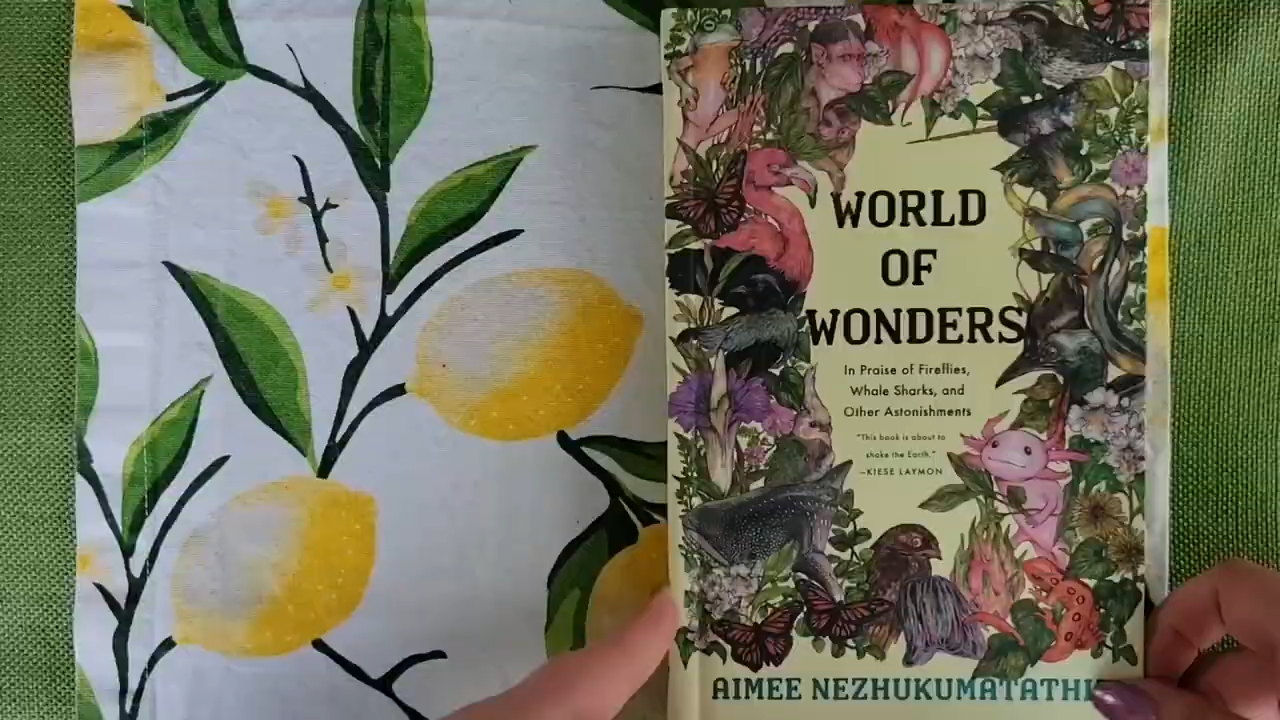 WORLD
OF
WONDERS
In Praise of Fireflies,
Whale Sharks, and
Other Astonishments
"This book is about to
shake the Earth."
—KIESE LAYMON
AIMEE NEZHUKUMATATHI